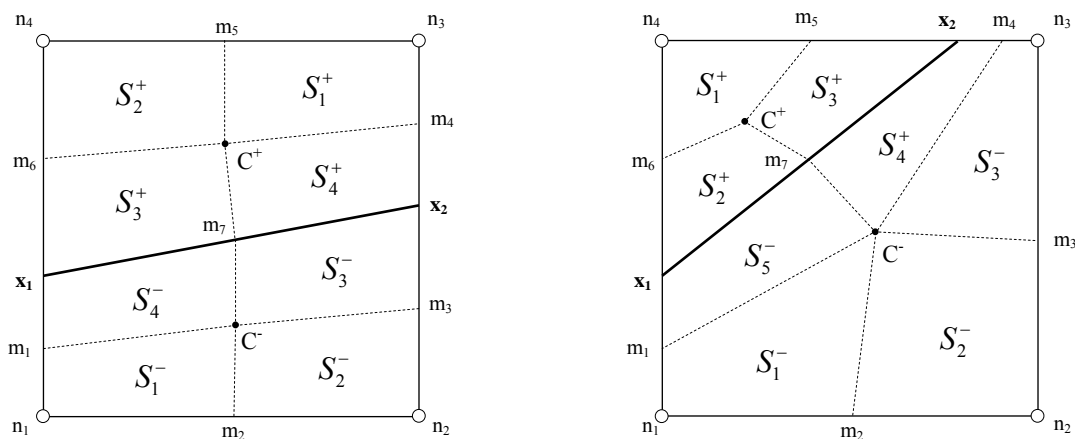 n₄ m₅ n₃
S₂⁺ S₁⁺
m₄
m₆ C⁺
S₃⁺ S₄⁺
m₇ x₂
x₁ S₄⁻ S₃⁻
m₃
m₁ C⁻
S₁⁻ S₂⁻
n₁ m₂ n₂
n₄ m₅ x₂ m₄ n₃
S₁⁺ S₃⁺
C⁺
m₆ m₇ S₄⁺ S₃⁻
S₂⁺
m₃
x₁ S₅⁻ C⁻
m₁
S₁⁻ S₂⁻
n₁ m₂ n₂